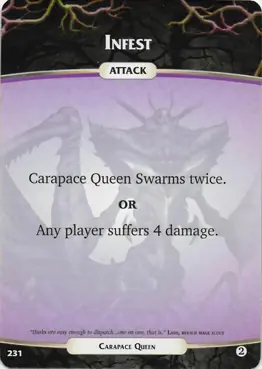 INFEST
ATTACK
Carapace Queen Swarms twice.
OR
Any player suffers 4 damage.
"Husks are easy enough to dispatch...one on one, that is." Lash, BREACH MAGE SCOUT
CARAPACE QUEEN
231
2